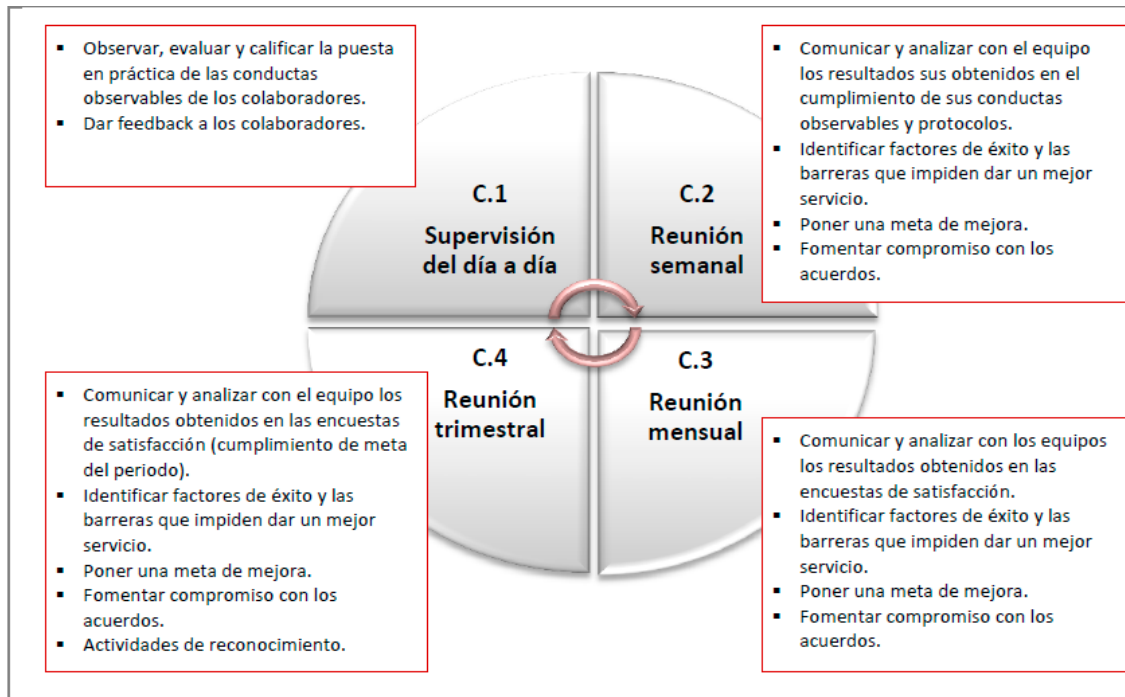 ▪ Observar, evaluar y calificar la puesta
en práctica de las conductas
observables de los colaboradores.
▪ Dar feedback a los colaboradores.
▪ Comunicar y analizar con el equipo
los resultados sus obtenidos en el
cumplimiento de sus conductas
observables y protocolos.
▪ Identificar factores de éxito y las
barreras que impiden dar un mejor
servicio.
▪ Poner una meta de mejora.
▪ Fomentar compromiso con los
acuerdos.
C.1
Supervisión
del día a día
C.2
Reunión
semanal
C.4
Reunión
trimestral
C.3
Reunión
mensual
▪ Comunicar y analizar con el equipo los
resultados obtenidos en las encuestas
de satisfacción (cumplimiento de meta
del periodo).
▪ Identificar factores de éxito y las
barreras que impiden dar un mejor
servicio.
▪ Poner una meta de mejora.
▪ Fomentar compromiso con los
acuerdos.
▪ Actividades de reconocimiento.
▪ Comunicar y analizar con los equipos
los resultados obtenidos en las
encuestas de satisfacción.
▪ Identificar factores de éxito y las
barreras que impiden dar un mejor
servicio.
▪ Poner una meta de mejora.
▪ Fomentar compromiso con los
acuerdos.